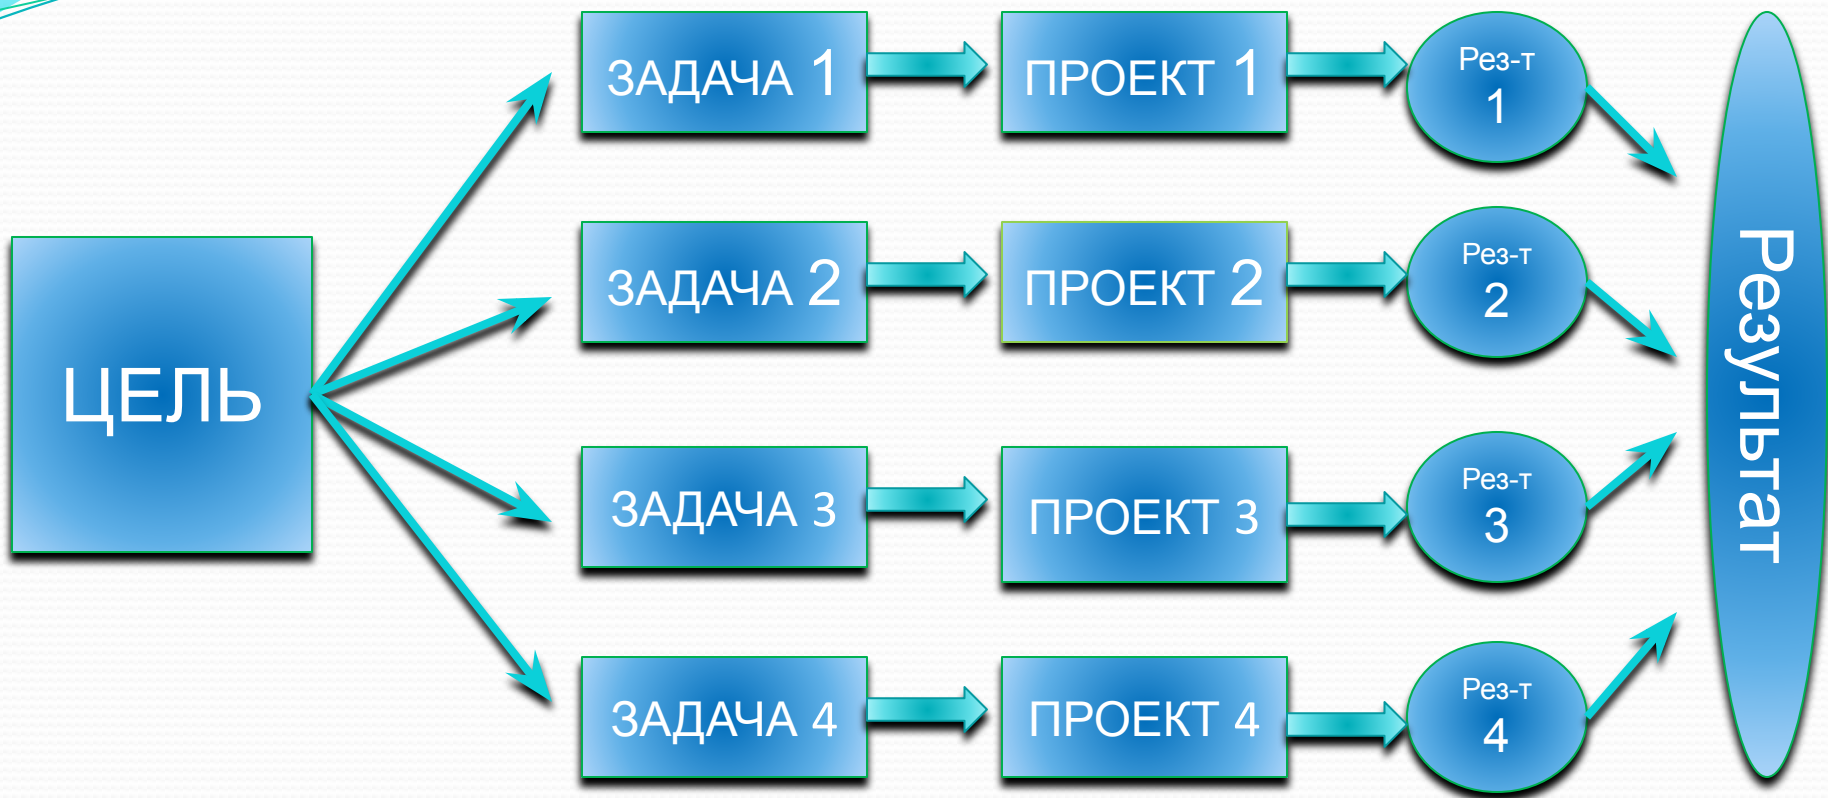 ЗАДАЧА 1
ПРОЕКТ 1
Рез-т
1
ЗАДАЧА 2
ПРОЕКТ 2
Рез-т
2
ЦЕЛЬ
ЗАДАЧА 3
ПРОЕКТ 3
Рез-т
3
ЗАДАЧА 4
ПРОЕКТ 4
Рез-т
4
Результат